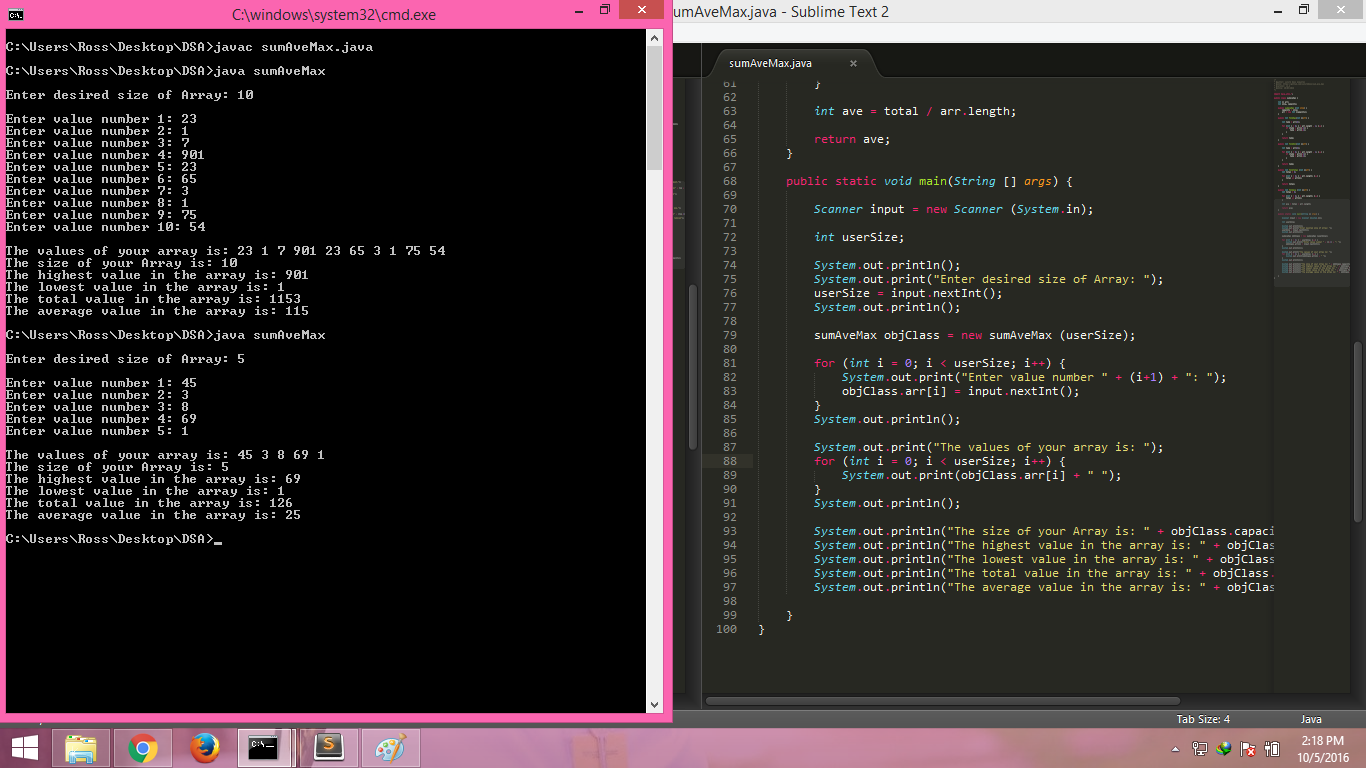 C:\windows\system32\cmd.exe
C:\Users\Ross\Desktop\DSA>javac sumAveMax.java
C:\Users\Ross\Desktop\DSA>java sumAveMax
Enter desired size of Array: 10
Enter value number 1: 23
Enter value number 2: 1
Enter value number 3: 7
Enter value number 4: 901
Enter value number 5: 23
Enter value number 6: 65
Enter value number 7: 3
Enter value number 8: 1
Enter value number 9: 75
Enter value number 10: 54
The values of your array is: 23 1 7 901 23 65 3 1 75 54
The size of your Array is: 10
The highest value in the array is: 901
The lowest value in the array is: 1
The total value in the array is: 1153
The average value in the array is: 115
C:\Users\Ross\Desktop\DSA>java sumAveMax
Enter desired size of Array: 5
Enter value number 1: 45
Enter value number 2: 3
Enter value number 3: 8
Enter value number 4: 69
Enter value number 5: 1
The values of your array is: 45 3 8 69 1
The size of your Array is: 5
The highest value in the array is: 69
The lowest value in the array is: 1
The total value in the array is: 126
The average value in the array is: 25
C:\Users\Ross\Desktop\DSA>_
sumAveMax.java - Sublime Text 2
sumAveMax.java ×
61 }
62
63 int ave = total / arr.length;
64
65 return ave;
66 }
67
68 public static void main(String [] args) {
69
70 Scanner input = new Scanner (System.in);
71
72 int userSize;
73
74 System.out.println();
75 System.out.print("Enter desired size of Array: ");
76 userSize = input.nextInt();
77 System.out.println();
78
79 sumAveMax objClass = new sumAveMax (userSize);
80
81 for (int i = 0; i < userSize; i++) {
82 System.out.print("Enter value number " + (i+1) + ": ");
83 objClass.arr[i] = input.nextInt();
84 }
85 System.out.println();
86
87 System.out.print("The values of your array is: ");
88 for (int i = 0; i < userSize; i++) {
89 System.out.print(objClass.arr[i] + " ");
90 }
91 System.out.println();
92
93 System.out.println("The size of your Array is: " + objClass.capaci
94 System.out.println("The highest value in the array is: " + objClas
95 System.out.println("The lowest value in the array is: " + objClass
96 System.out.println("The total value in the array is: " + objClass.
97 System.out.println("The average value in the array is: " + objClas
98
99 }
100 }
Tab Size: 4 Java
2:18 PM
10/5/2016